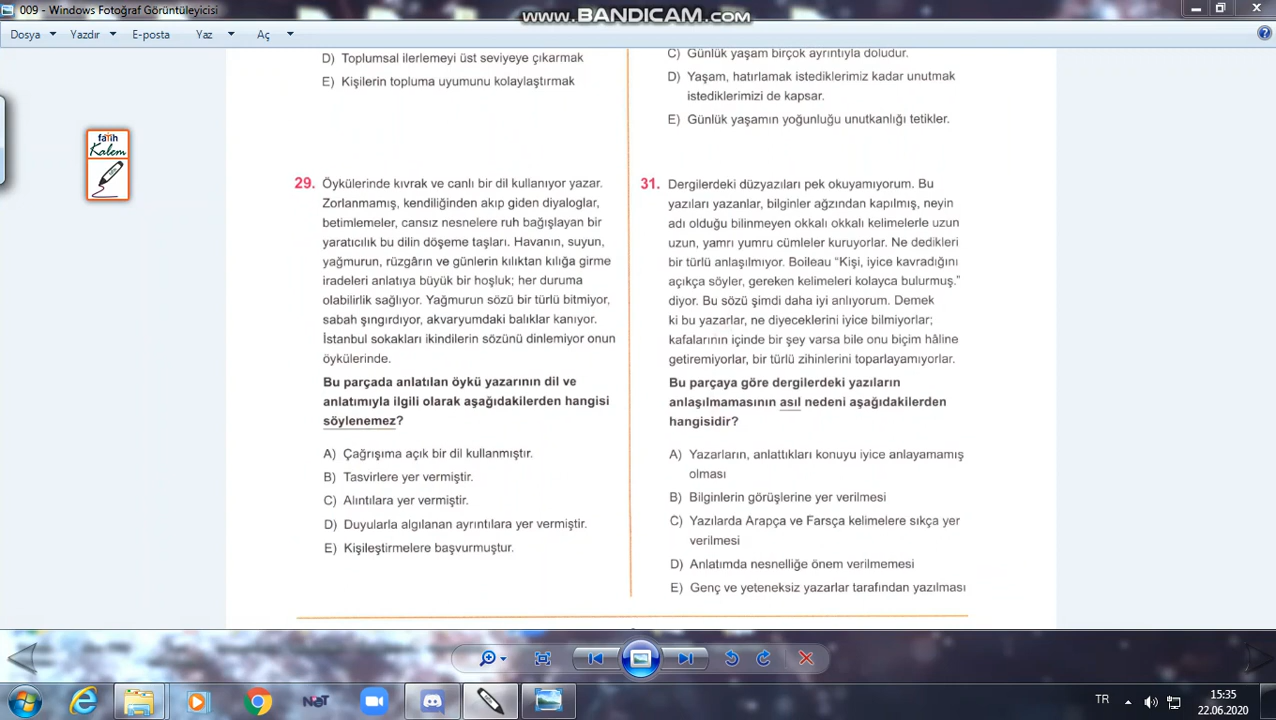 009 - Windows Fotoğraf Görüntüleyicisi
www.BANDICAM.com
Dosya Yazdır E-posta Yaz Aç
fatih
Kalem
D) Toplumsal ilerlemeyi üst seviyeye çıkarmak
E) Kişilerin topluma uyumunu kolaylaştırmak
29. Öykülerinde kıvrak ve canlı bir dil kullanıyor yazar.
Zorlanmamış, kendiliğinden akıp giden diyaloglar,
betimlemeler, cansız nesnelere ruh bağışlayan bir
yaratıcılık bu dilin döşeme taşları. Havanın, suyun,
yağmurun, rüzgârın ve günlerin kılıktan kılığa girme
iradeleri anlatıya büyük bir hoşluk; her duruma
olabilirlik sağlıyor. Yağmurun sözü bir türlü bitmiyor,
sabah şıngırdıyor, akvaryumdaki balıklar kanıyor.
İstanbul sokakları ikindilerin sözünü dinlemiyor onun
öykülerinde.
Bu parçada anlatılan öykü yazarının dil ve
anlatımıyla ilgili olarak aşağıdakilerden hangisi
söylenemez?
A) Çağrışıma açık bir dil kullanmıştır.
B) Tasvirlere yer vermiştir.
C) Alıntılara yer vermiştir.
D) Duyularla algılanan ayrıntılara yer vermiştir.
E) Kişileştirmelere başvurmuştur.
C) Günlük yaşam birçok ayrıntıyla doludur.
D) Yaşam, hatırlamak istediklerimiz kadar unutmak
istediklerimizi de kapsar.
E) Günlük yaşamın yoğunluğu unutkanlığı tetikler.
31. Dergilerdeki düzyazıları pek okuyamıyorum. Bu
yazıları yazanlar, bilginler ağzından kapılmış, neyin
adı olduğu bilinmeyen okkalı okkalı kelimelerle uzun
uzun, yamrı yumru cümleler kuruyorlar. Ne dedikleri
bir türlü anlaşılmıyor. Boileau “Kişi, iyice kavradığını
açıkça söyler, gereken kelimeleri kolayca bulurmuş.”
diyor. Bu sözü şimdi daha iyi anlıyorum. Demek
ki bu yazarlar, ne diyeceklerini iyice bilmiyorlar;
kafalarının içinde bir şey varsa bile onu biçim hâline
getiremiyorlar, bir türlü zihinlerini toparlayamıyorlar.
Bu parçaya göre dergilerdeki yazıların
anlaşılmamasının asıl nedeni aşağıdakilerden
hangisidir?
A) Yazarların, anlattıkları konuyu iyice anlayamamış
olması
B) Bilginlerin görüşlerine yer verilmesi
C) Yazılarda Arapça ve Farsça kelimelere sıkça yer
verilmesi
D) Anlatımda nesnelliğe önem verilmemesi
E) Genç ve yeteneksiz yazarlar tarafından yazılması
NeT
TR
15:35
22.06.2020